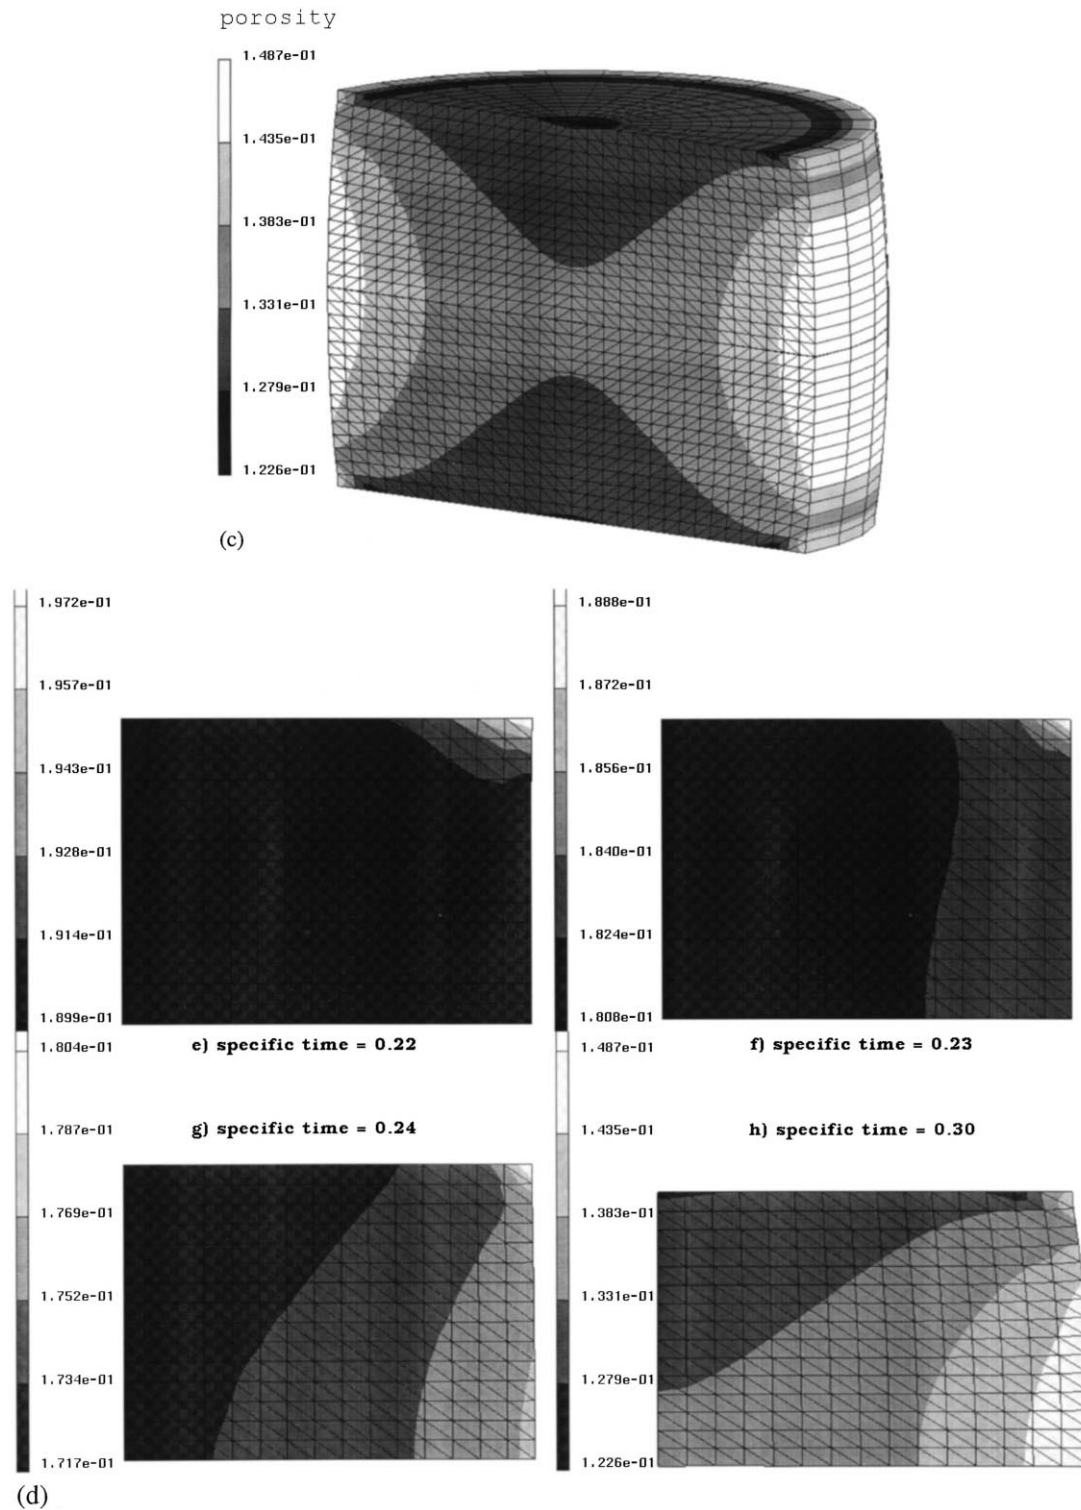 porosity
1.487e-01
1.435e-01
1.383e-01
1.331e-01
1.279e-01
1.226e-01
(c)
1.972e-01
1.957e-01
1.943e-01
1.928e-01
1.914e-01
1.899e-01
1.888e-01
1.872e-01
1.856e-01
1.840e-01
1.824e-01
1.808e-01
e) specific time = 0.22
f) specific time = 0.23
1.804e-01
1.787e-01
1.769e-01
1.752e-01
1.734e-01
1.717e-01
g) specific time = 0.24
h) specific time = 0.30
1.487e-01
1.435e-01
1.383e-01
1.331e-01
1.279e-01
1.226e-01
(d)